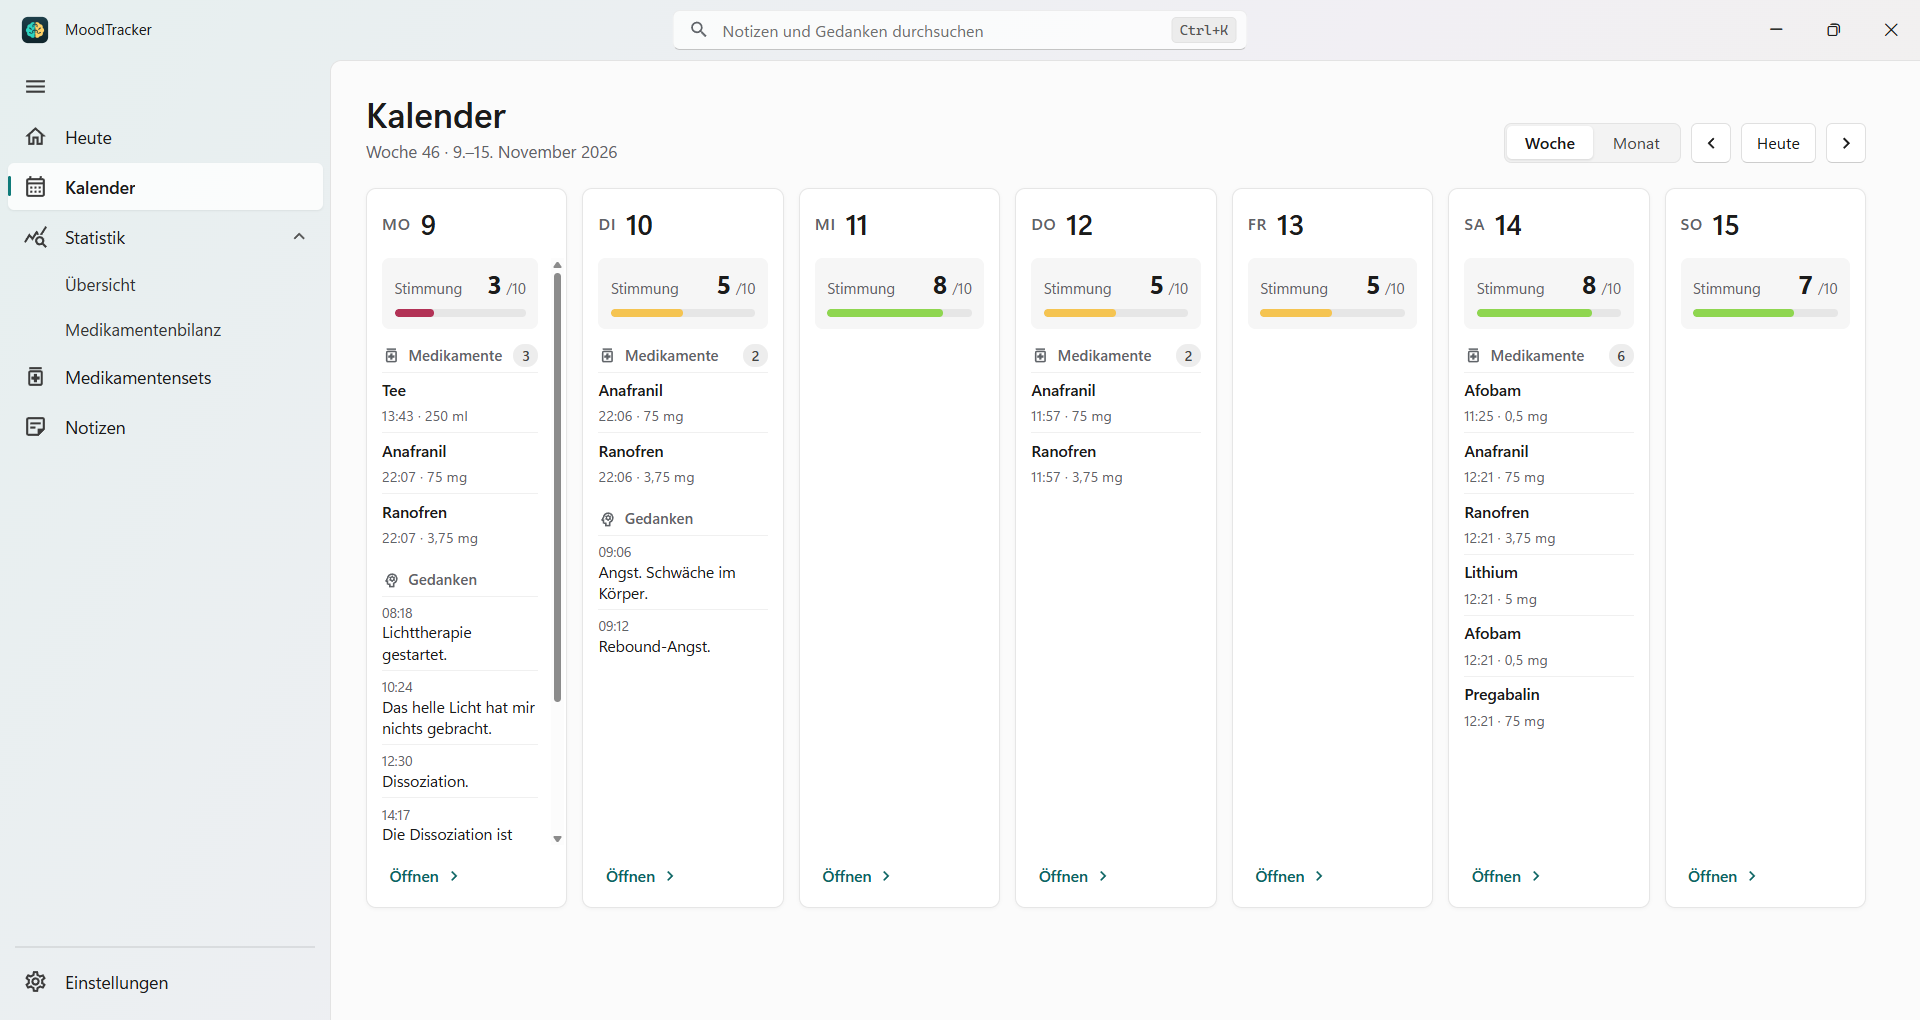 MoodTracker
Notizen und Gedanken durchsuchen
Ctrl+K
Heute
Kalender
Statistik
Übersicht
Medikamentenbilanz
Medikamentensets
Notizen
Einstellungen
Kalender
Woche 46 · 9.–15. November 2026
Woche
Monat
Heute
MO 9
Stimmung 3 /10
Medikamente 3
Tee
13:43 · 250 ml
Anafranil
22:07 · 75 mg
Ranofren
22:07 · 3,75 mg
Gedanken
08:18
Lichttherapie
gestartet.
10:24
Das helle Licht hat mir
nichts gebracht.
12:30
Dissoziation.
14:17
Die Dissoziation ist
Öffnen
DI 10
Stimmung 5 /10
Medikamente 2
Anafranil
22:06 · 75 mg
Ranofren
22:06 · 3,75 mg
Gedanken
09:06
Angst. Schwäche im
Körper.
09:12
Rebound-Angst.
Öffnen
MI 11
Stimmung 8 /10
Öffnen
DO 12
Stimmung 5 /10
Medikamente 2
Anafranil
11:57 · 75 mg
Ranofren
11:57 · 3,75 mg
Öffnen
FR 13
Stimmung 5 /10
Öffnen
SA 14
Stimmung 8 /10
Medikamente 6
Afobam
11:25 · 0,5 mg
Anafranil
12:21 · 75 mg
Ranofren
12:21 · 3,75 mg
Lithium
12:21 · 5 mg
Afobam
12:21 · 0,5 mg
Pregabalin
12:21 · 75 mg
Öffnen
SO 15
Stimmung 7 /10
Öffnen